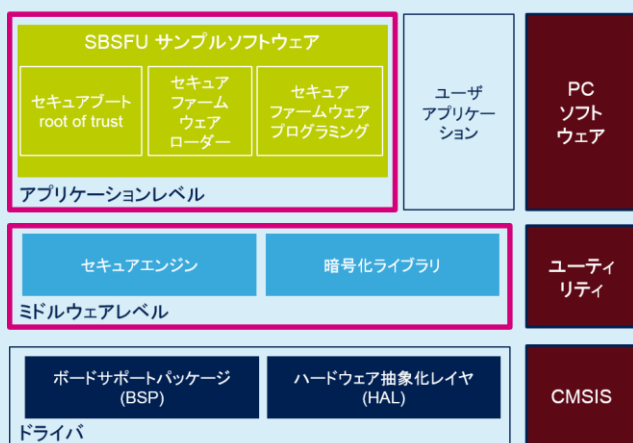 SBSFU サンプルソフトウェア
セキュアブート
root of trust
セキュア
ファーム
ウェア
ローダー
セキュア
ファームウェア
プログラミング
アプリケーションレベル
ユーザ
アプリケー
ション
PC
ソフト
ウェア
セキュアエンジン
暗号化ライブラリ
ミドルウェアレベル
ユーティ
リティ
ボードサポートパッケージ
(BSP)
ハードウェア抽象化レイヤ
(HAL)
ドライバ
CMSIS